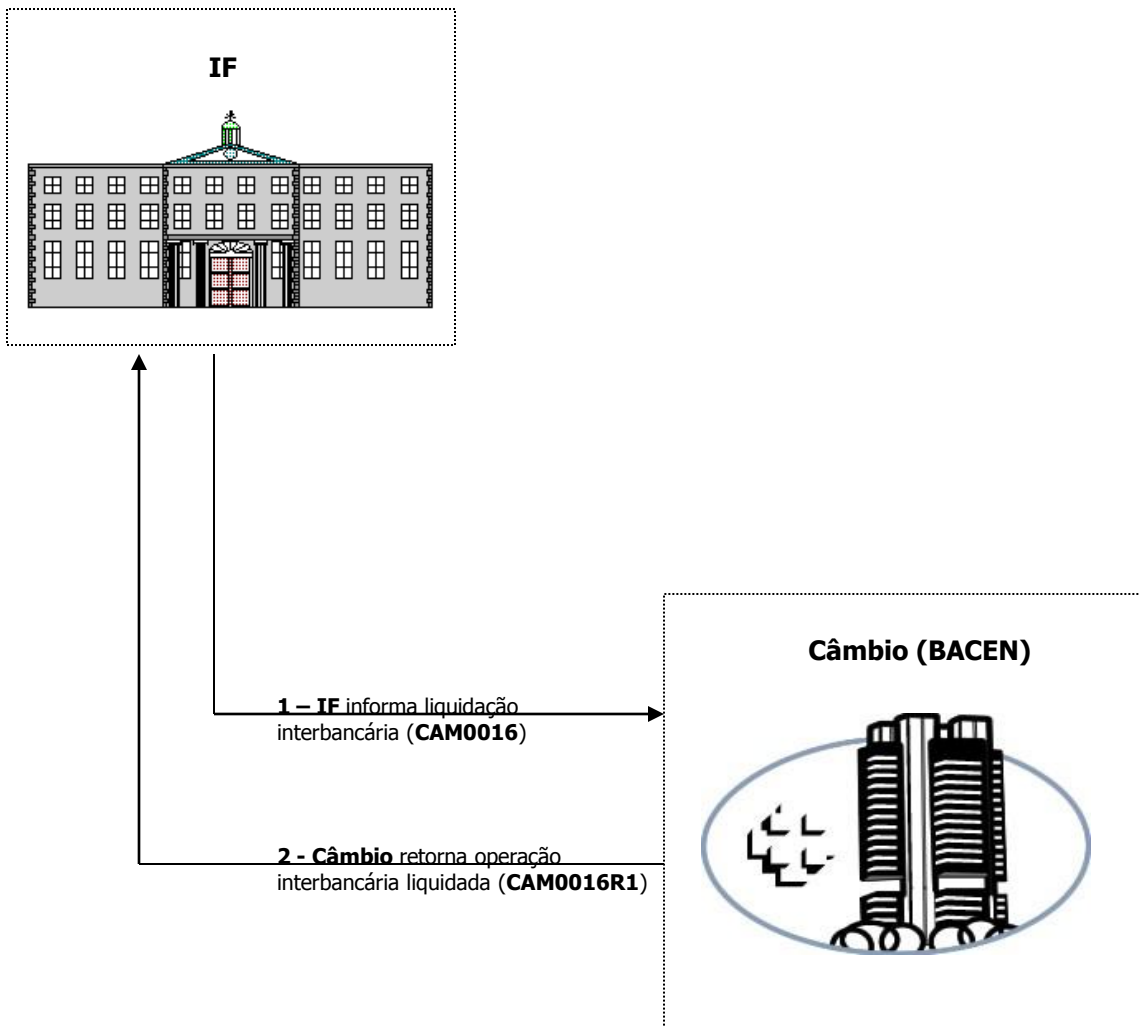 IF
Câmbio (BACEN)
1 – IF informa liquidação
interbancária (CAM0016)
2 - Câmbio retorna operação
interbancária liquidada (CAM0016R1)